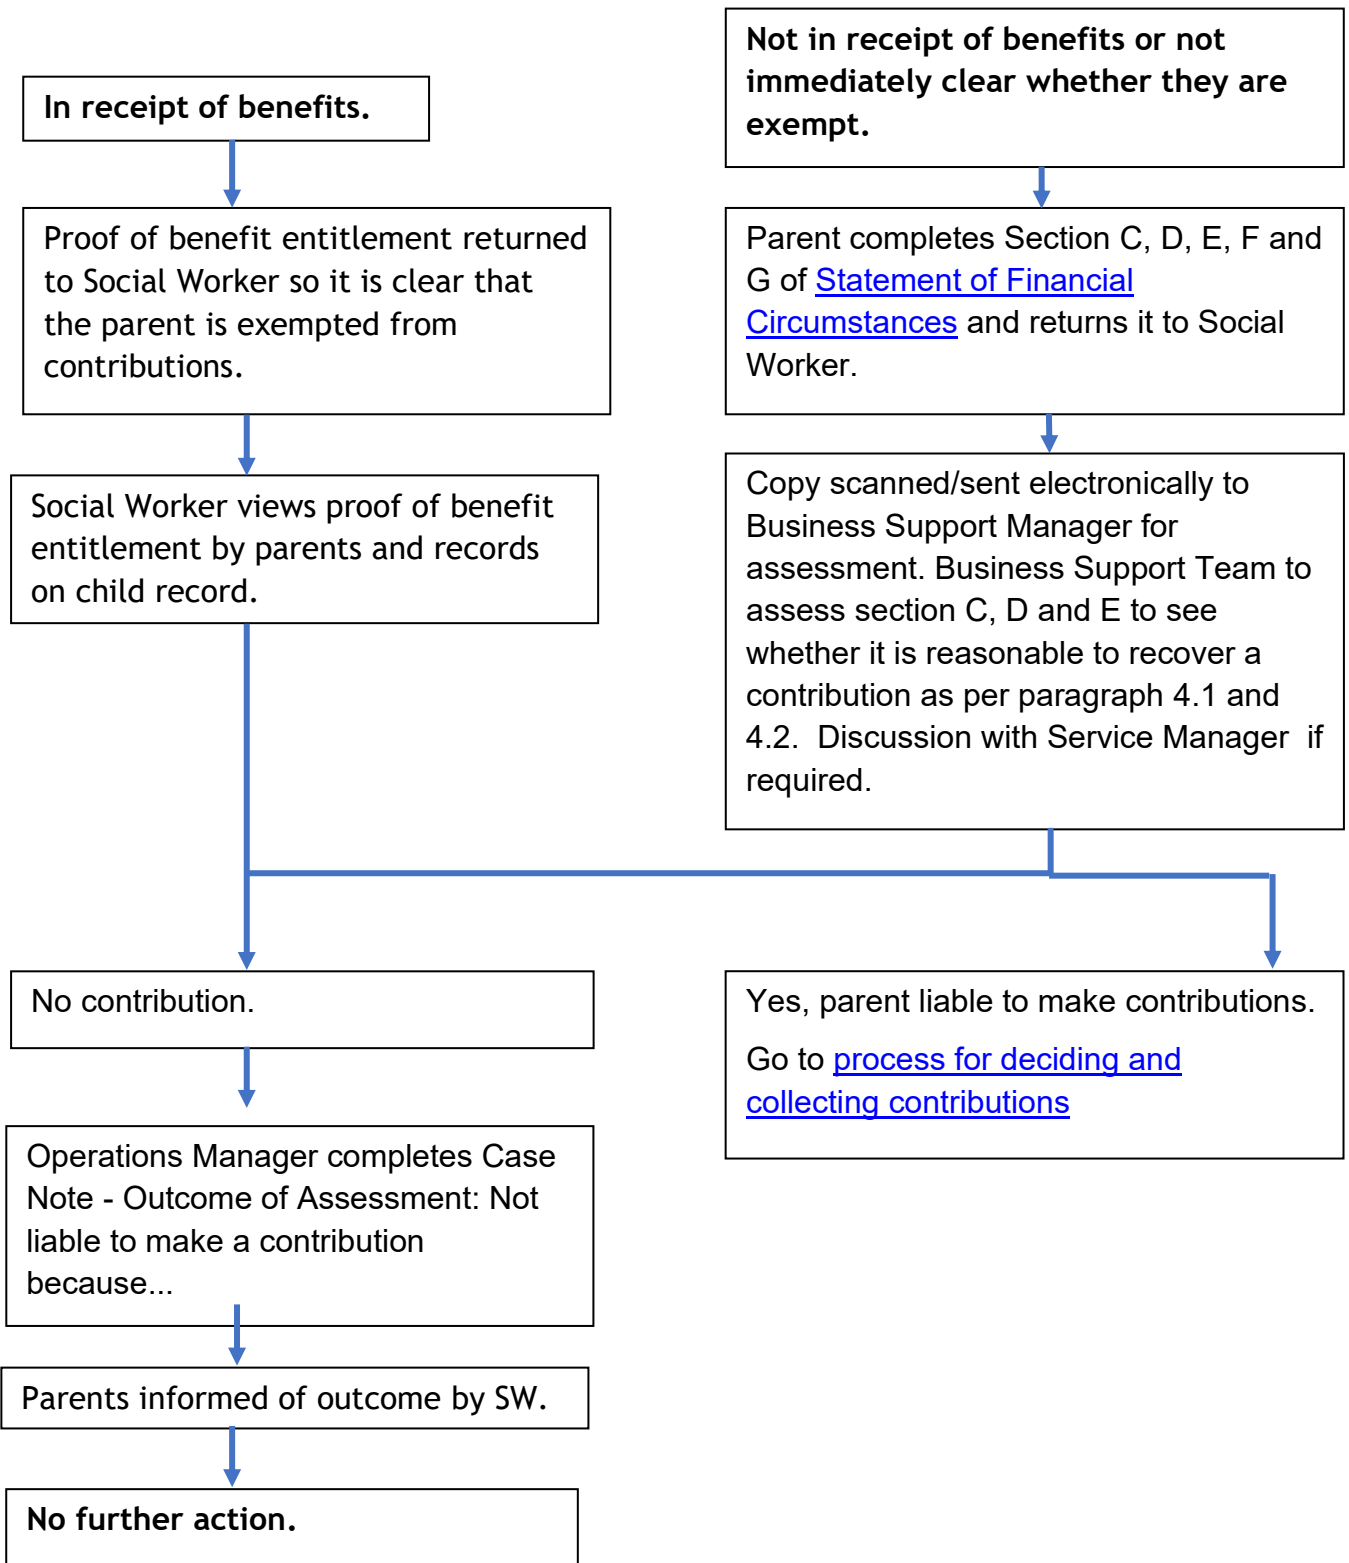 In receipt of benefits.
Proof of benefit entitlement returned
to Social Worker so it is clear that
the parent is exempted from
contributions.
Social Worker views proof of benefit
entitlement by parents and records
on child record.
Not in receipt of benefits or not
immediately clear whether they are
exempt.
Parent completes Section C, D, E, F and
G of Statement of Financial
Circumstances and returns it to Social
Worker.
Copy scanned/sent electronically to
Business Support Manager for
assessment. Business Support Team to
assess section C, D and E to see
whether it is reasonable to recover a
contribution as per paragraph 4.1 and
4.2.  Discussion with Service Manager  if
required.
No contribution.
Operations Manager completes Case
Note - Outcome of Assessment: Not
liable to make a contribution
because...
Parents informed of outcome by SW.
No further action.
Yes, parent liable to make contributions.
Go to process for deciding and
collecting contributions